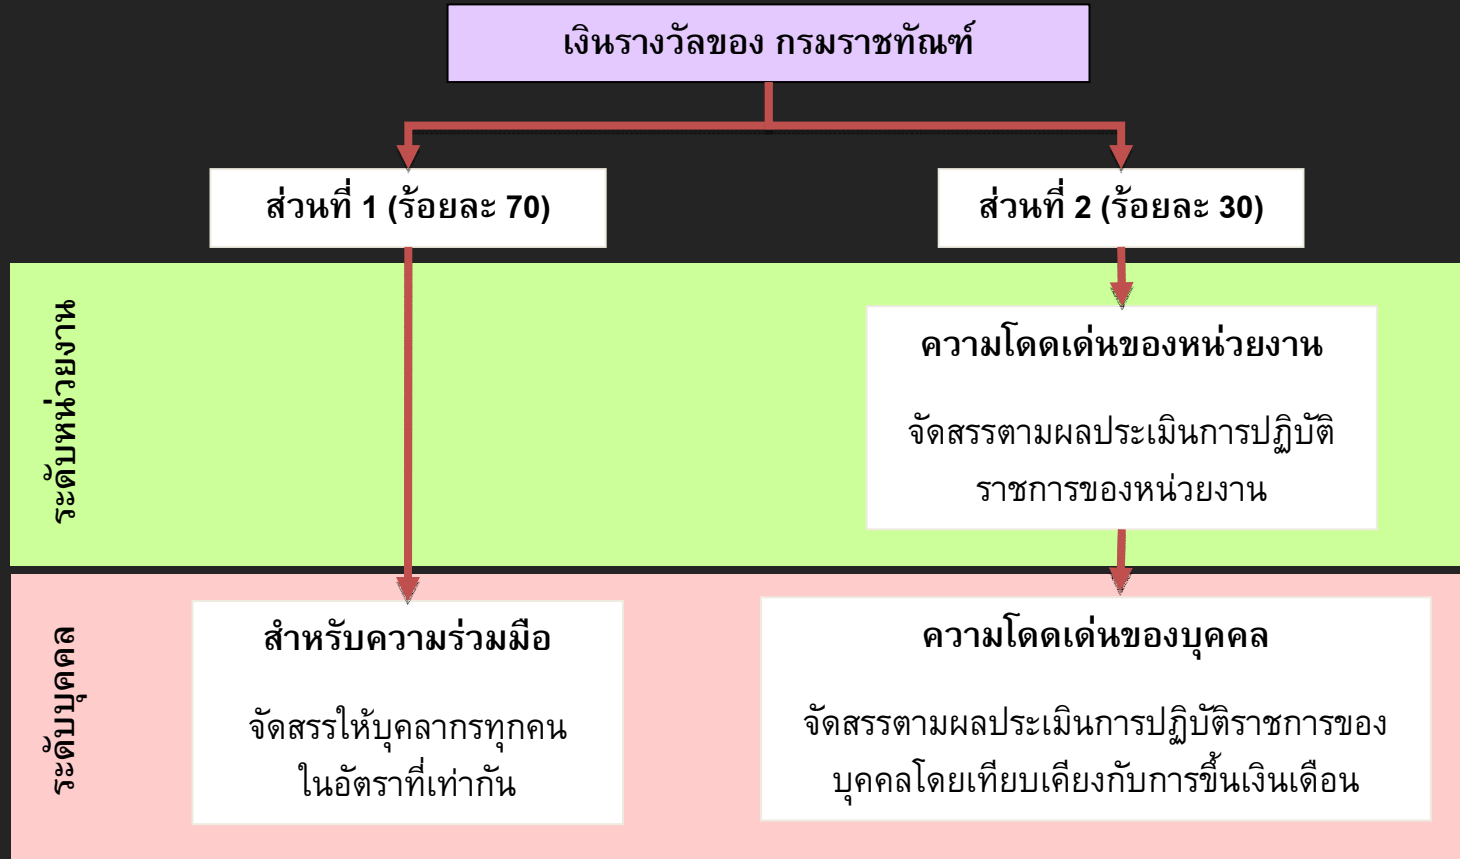 เงินรางวัลของ กรมราชทัณฑ์
ส่วนที่ 1 (ร้อยละ 70)
ส่วนที่ 2 (ร้อยละ 30)
ระดับหน่วยงาน
ความโดดเด่นของหน่วยงาน
จัดสรรตามผลประเมินการปฏิบัติ
ราชการของหน่วยงาน
ระดับบุคคล
สำหรับความร่วมมือ
จัดสรรให้บุคลากรทุกคน
ในอัตราที่เท่ากัน
ความโดดเด่นของบุคคล
จัดสรรตามผลประเมินการปฏิบัติราชการของ
บุคคลโดยเทียบเคียงกับการขึ้นเงินเดือน